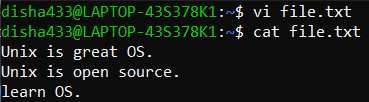 disha433@LAPTOP-43S378K1:~$ vi file.txt
disha433@LAPTOP-43S378K1:~$ cat file.txt
Unix is great OS.
Unix is open source.
learn OS.